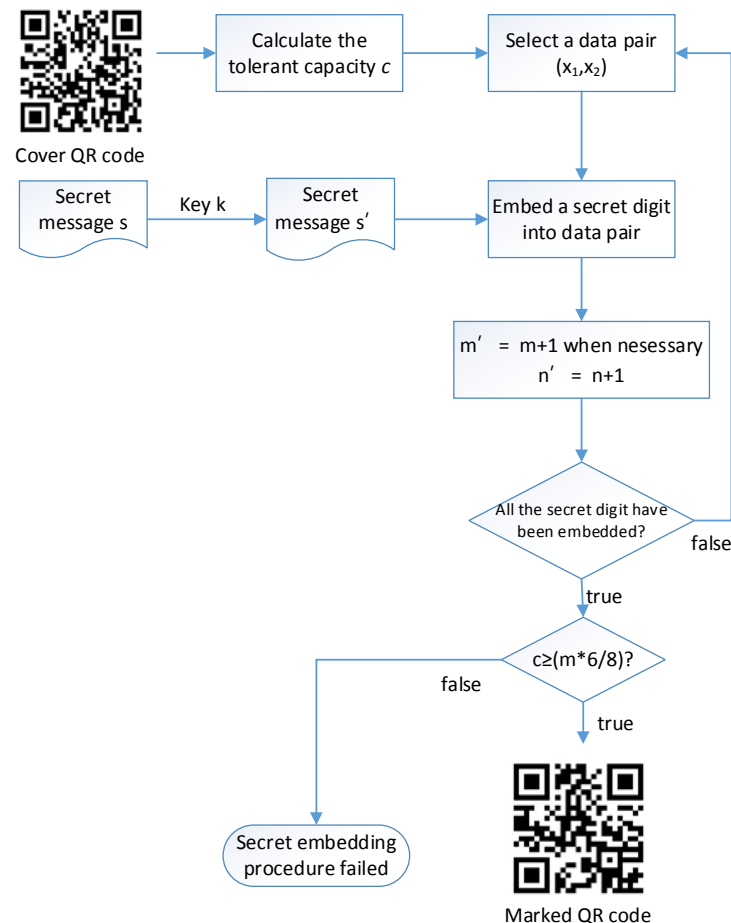 Calculate the
tolerant capacity c
Select a data pair
(x₁,x₂)
Cover QR code
Secret
message s
Key k
Secret
message s′
Embed a secret digit
into data pair
m′ = m+1 when nesessary
n′ = n+1
All the secret digit have
been embedded?
false
true
c≥(m*6/8)?
false
true
Secret embedding
procedure failed
Marked QR code